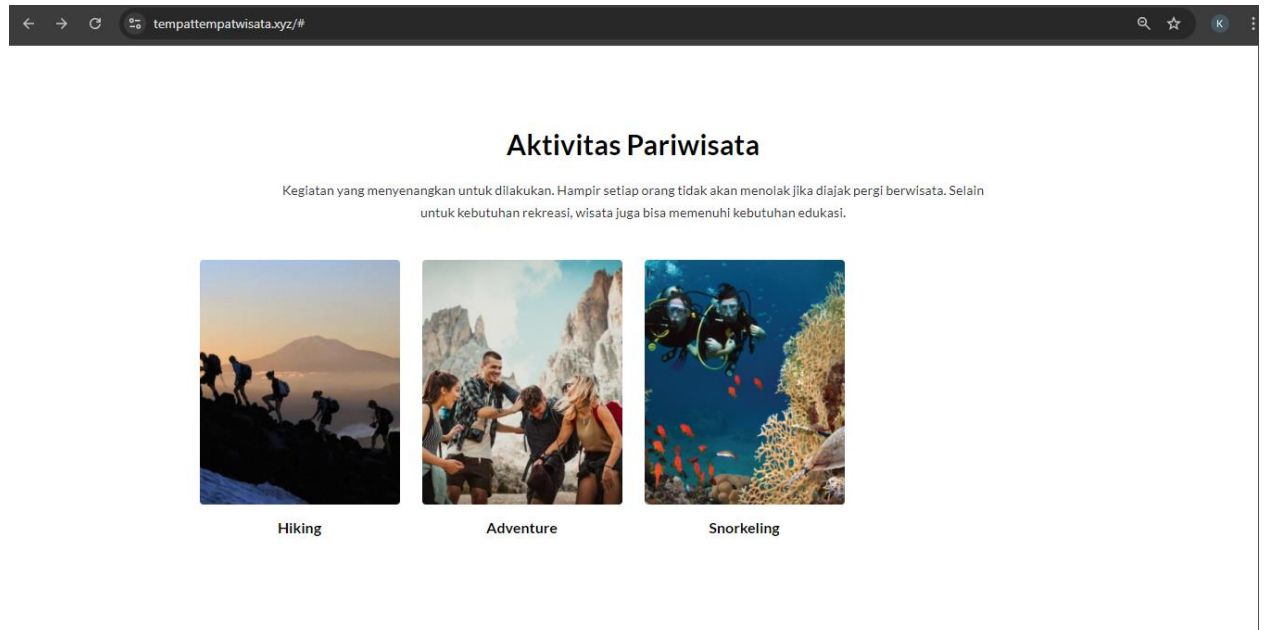 tempattempatwisata.xyz/#
K
Aktivitas Pariwisata
Kegiatan yang menyenangkan untuk dilakukan. Hampir setiap orang tidak akan menolak jika diajak pergi berwisata. Selain
untuk kebutuhan rekreasi, wisata juga bisa memenuhi kebutuhan edukasi.
Hiking
Adventure
Snorkeling